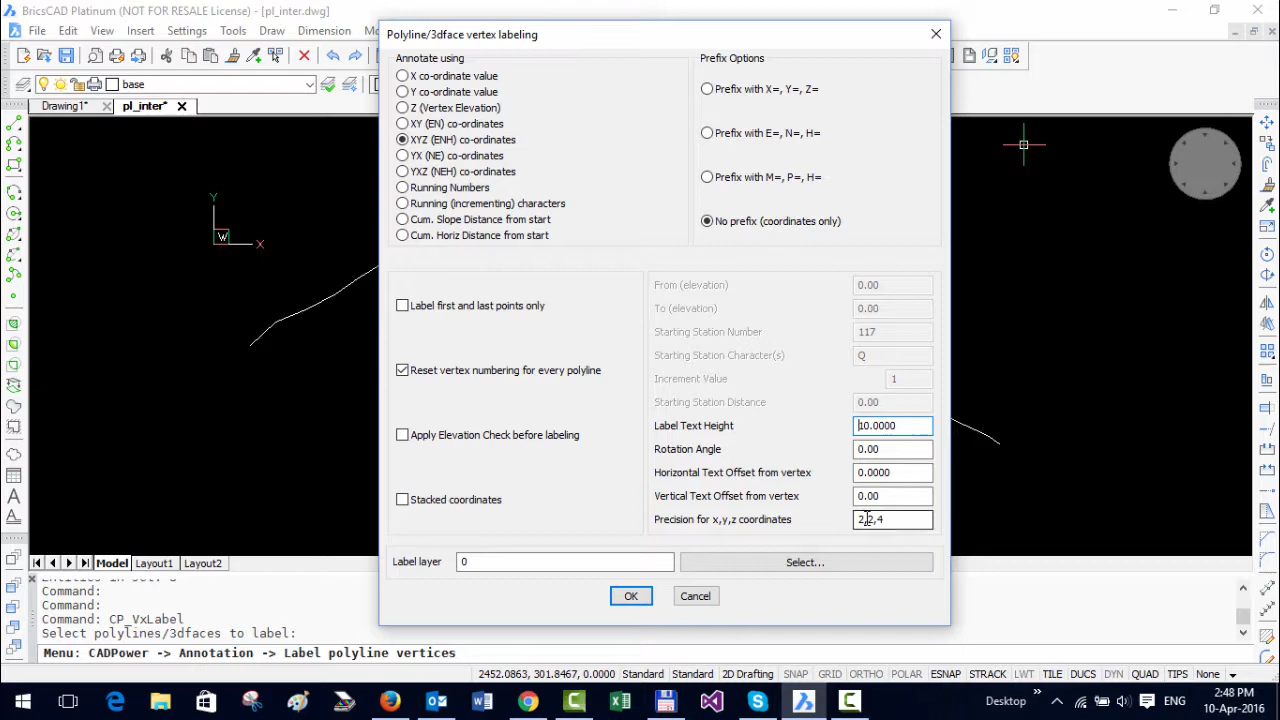 BricsCAD Platinum (NOT FOR RESALE License) - [pl_inter.dwg]
File Edit View Insert Settings Tools Draw Dimension
base
Drawing1* pl_inter*
Polyline/3dface vertex labeling
Annotate using
X co-ordinate value
Y co-ordinate value
Z (Vertex Elevation)
XY (EN) co-ordinates
XYZ (ENH) co-ordinates
YX (NE) co-ordinates
YXZ (NEH) co-ordinates
Running Numbers
Running (incrementing) characters
Cum. Slope Distance from start
Cum. Horiz Distance from start
Prefix Options
Prefix with X=, Y=, Z=
Prefix with E=, N=, H=
Prefix with M=, P=, H=
No prefix (coordinates only)
Y
W X
Label first and last points only
Reset vertex numbering for every polyline
Apply Elevation Check before labeling
Stacked coordinates
From (elevation) 0.00
To (elevation) 0.00
Starting Station Number 117
Starting Station Character(s) Q
Increment Value 1
Starting Station Distance 0.00
Label Text Height 10.0000
Rotation Angle 0.00
Horizontal Text Offset from vertex 0.0000
Vertical Text Offset from vertex 0.00
Precision for x,y,z coordinates 2,2,4
Label layer 0 Select...
OK Cancel
Model Layout1 Layout2
Command:
Command:
Command: CP_VxLabel
Select polylines/3dfaces to label:
Menu: CADPower -> Annotation -> Label polyline vertices
2452.0863, 301.8467, 0.0000 Standard Standard 2D Drafting SNAP GRID ORTHO POLAR ESNAP STRACK LWT TILE DUCS DYN QUAD TIPS None
Desktop ENG 2:48 PM
10-Apr-2016